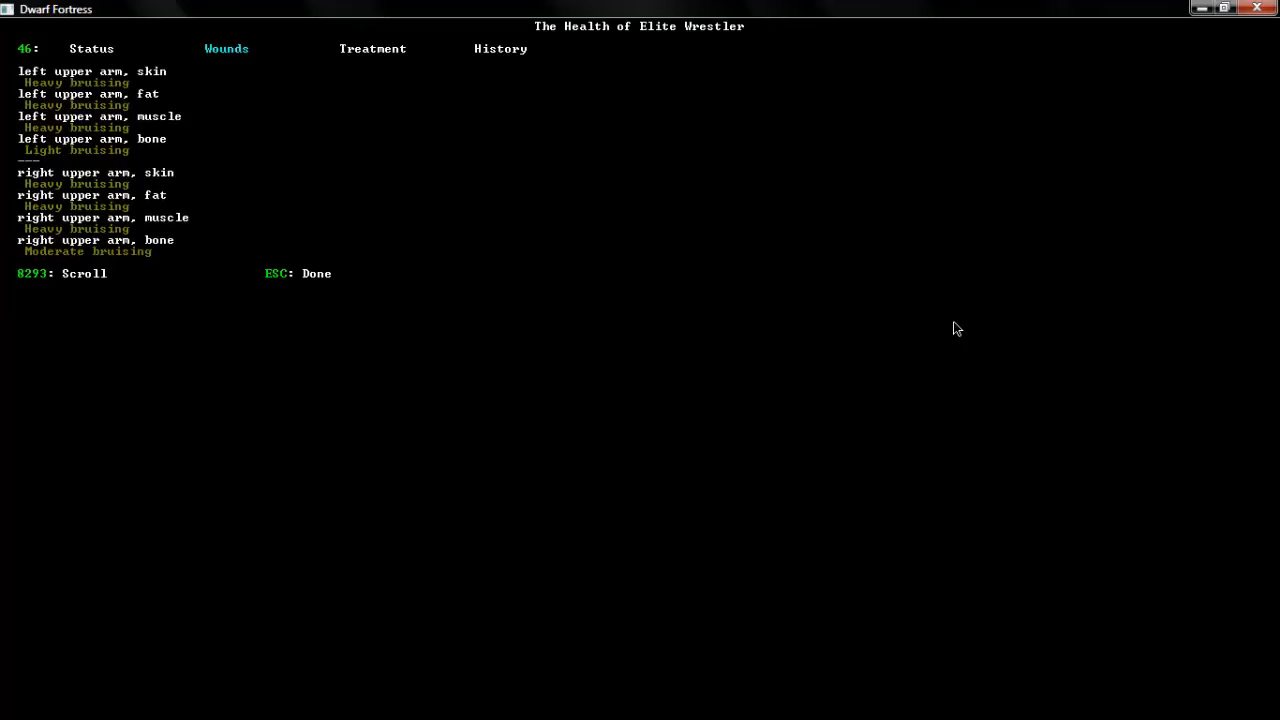 Dwarf Fortress
The Health of Elite Wrestler
46: Status Wounds Treatment History
left upper arm, skin
Heavy bruising
left upper arm, fat
Heavy bruising
left upper arm, muscle
Heavy bruising
left upper arm, bone
Light bruising
---
right upper arm, skin
Heavy bruising
right upper arm, fat
Heavy bruising
right upper arm, muscle
Heavy bruising
right upper arm, bone
Moderate bruising
8293: Scroll ESC: Done